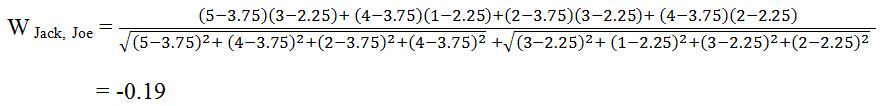 W Jack, Joe = (5−3.75)(3−2.25)+ (4−3.75)(1−2.25)+(2−3.75)(3−2.25)+ (4−3.75)(2−2.25)
√(5−3.75)²+ (4−3.75)²+(2−3.75)²+(4−3.75)² +√(3−2.25)²+ (1−2.25)²+(3−2.25)²+(2−2.25)²
= -0.19